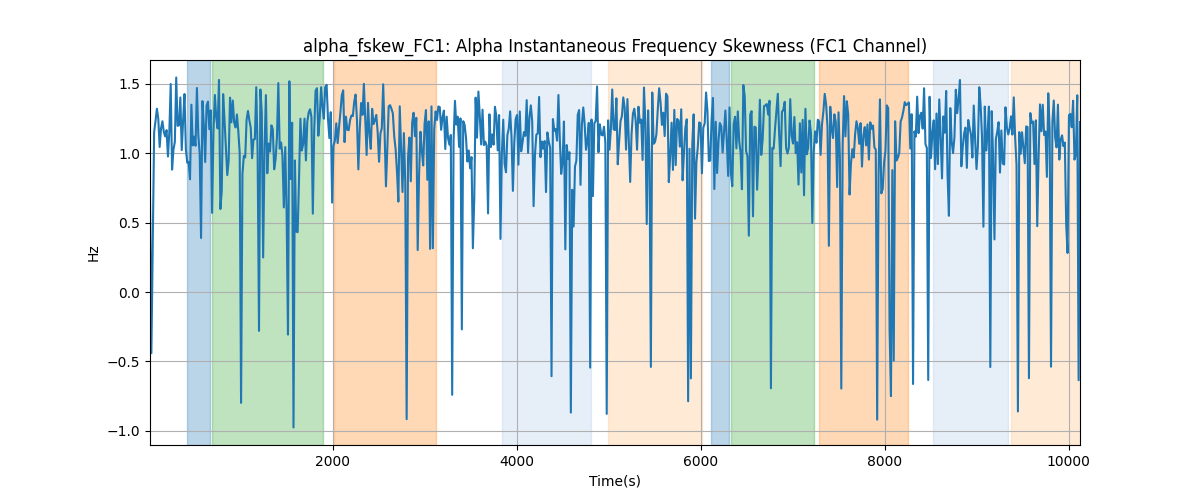 alpha_fskew_FC1: Alpha Instantaneous Frequency Skewness (FC1 Channel)
1.5
1.0
0.5
0.0
−0.5
−1.0
Hz
2000 4000 6000 8000 10000
Time(s)